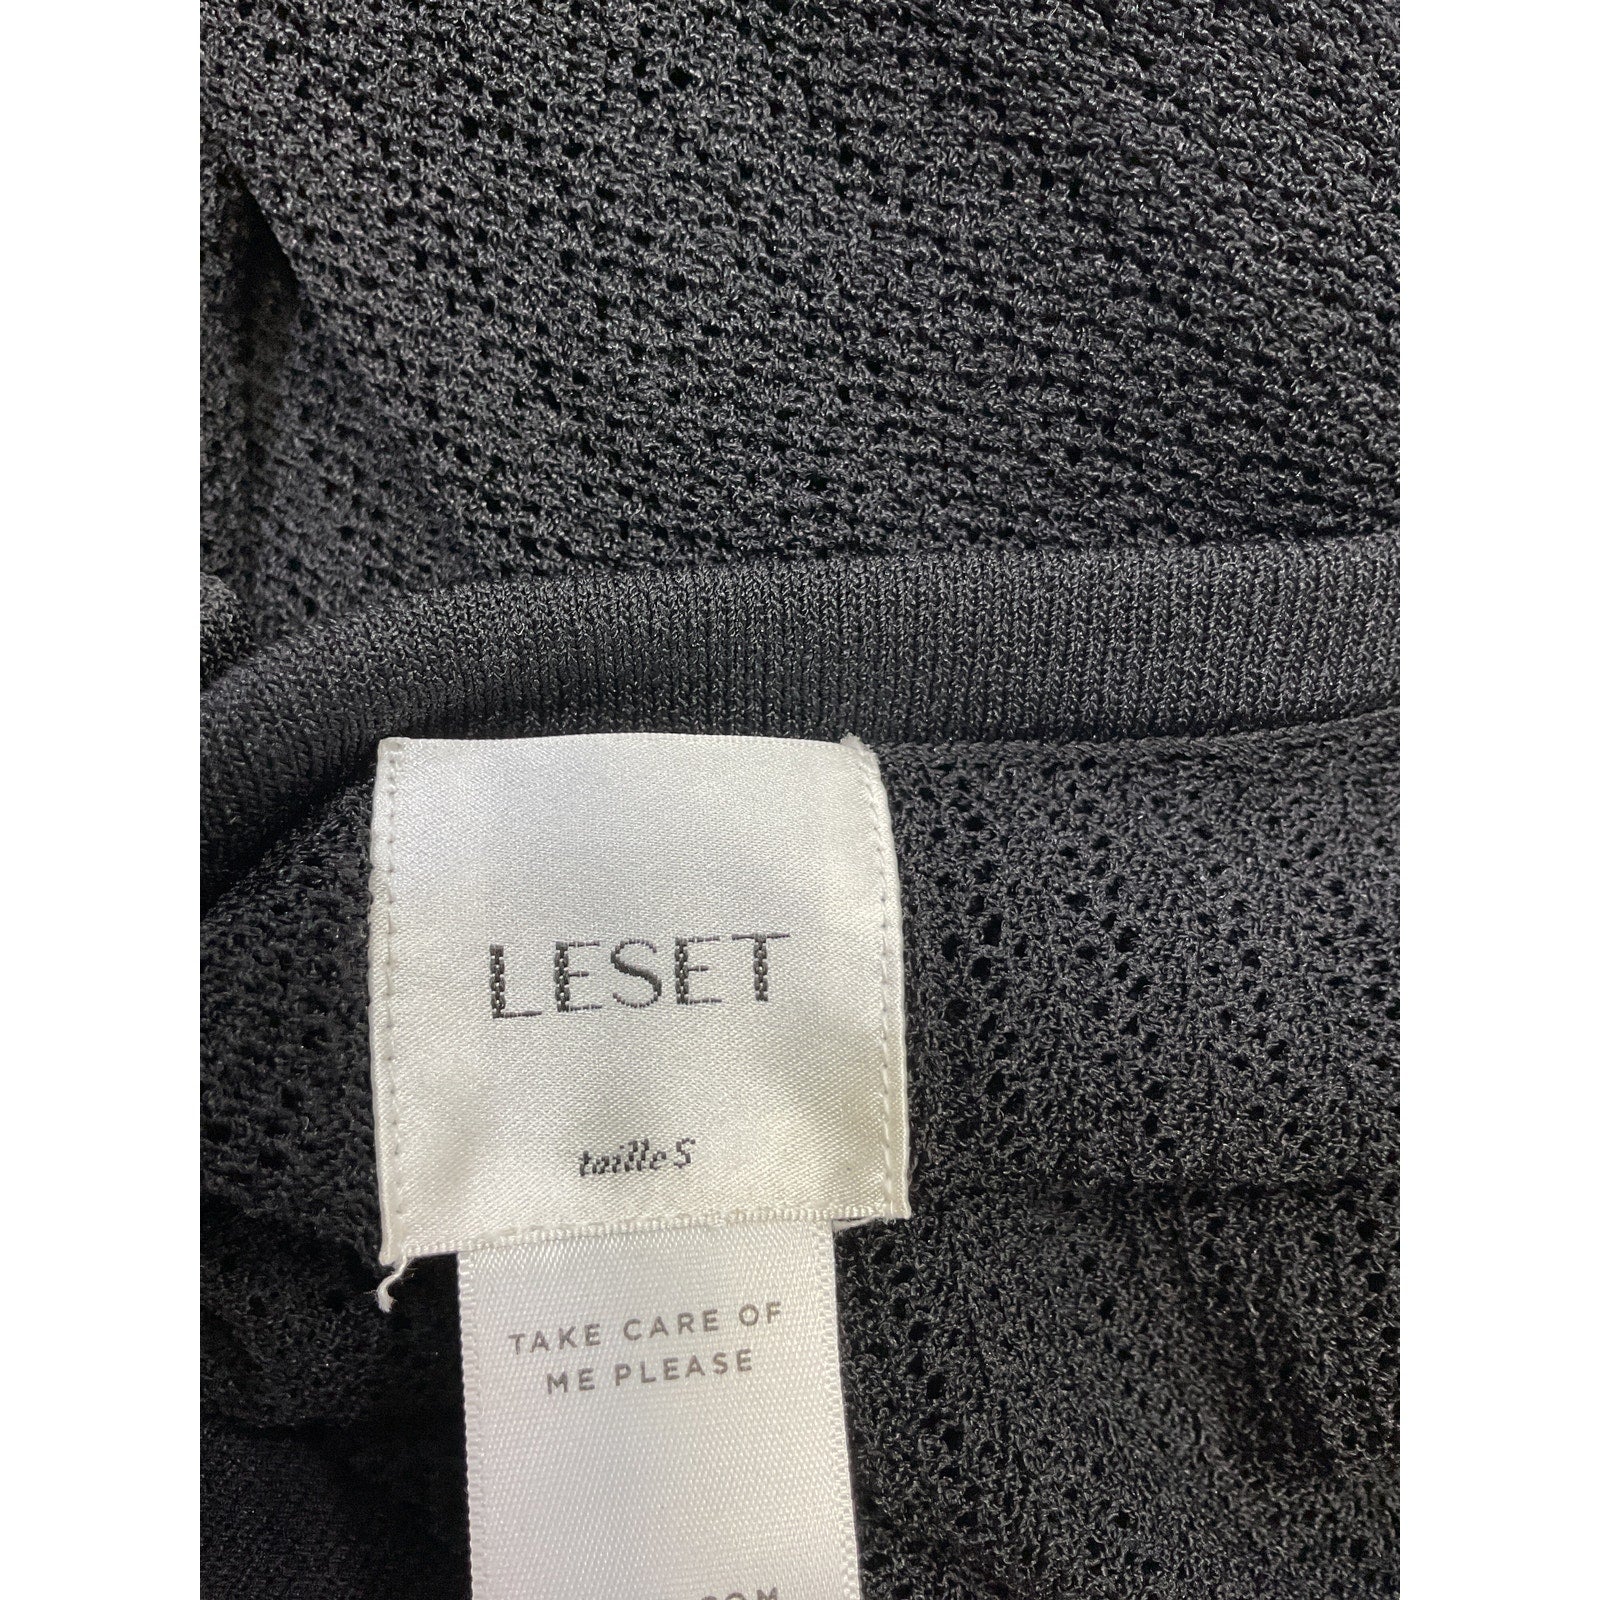 LESET
taille S
TAKE CARE OF
ME PLEASE